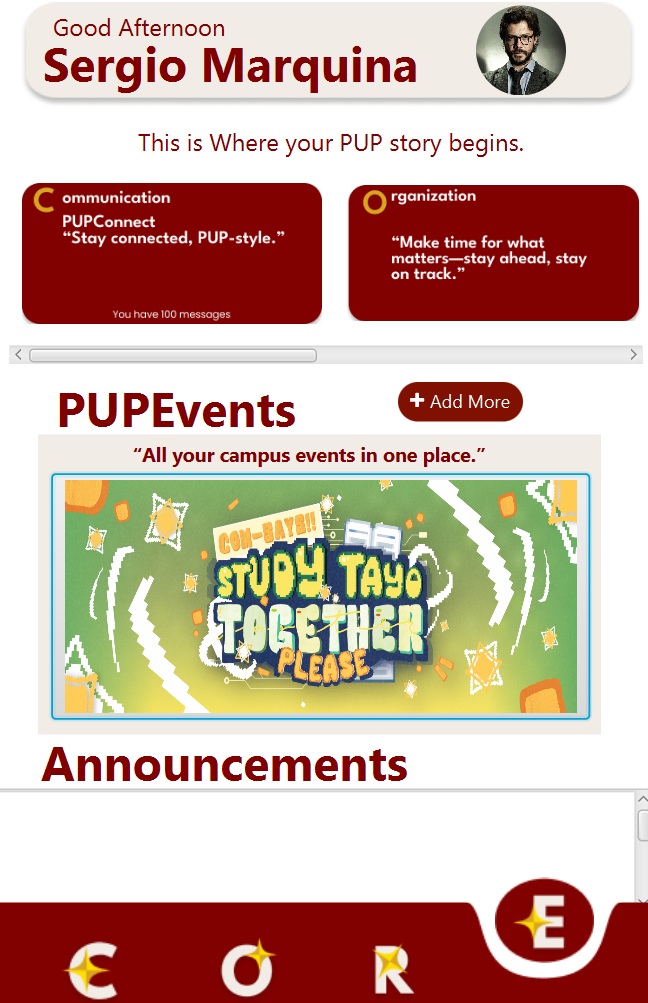 Good Afternoon
Sergio Marquina
This is Where your PUP story begins.
Communication
PUPConnect
“Stay connected, PUP-style.”
You have 100 messages
Organization
“Make time for what
matters—stay ahead, stay
on track.”
PUPEvents
+ Add More
“All your campus events in one place.”
COM-SAYS!!
STUDY TAYO
TOGETHER
PLEASE
Announcements
C O R E